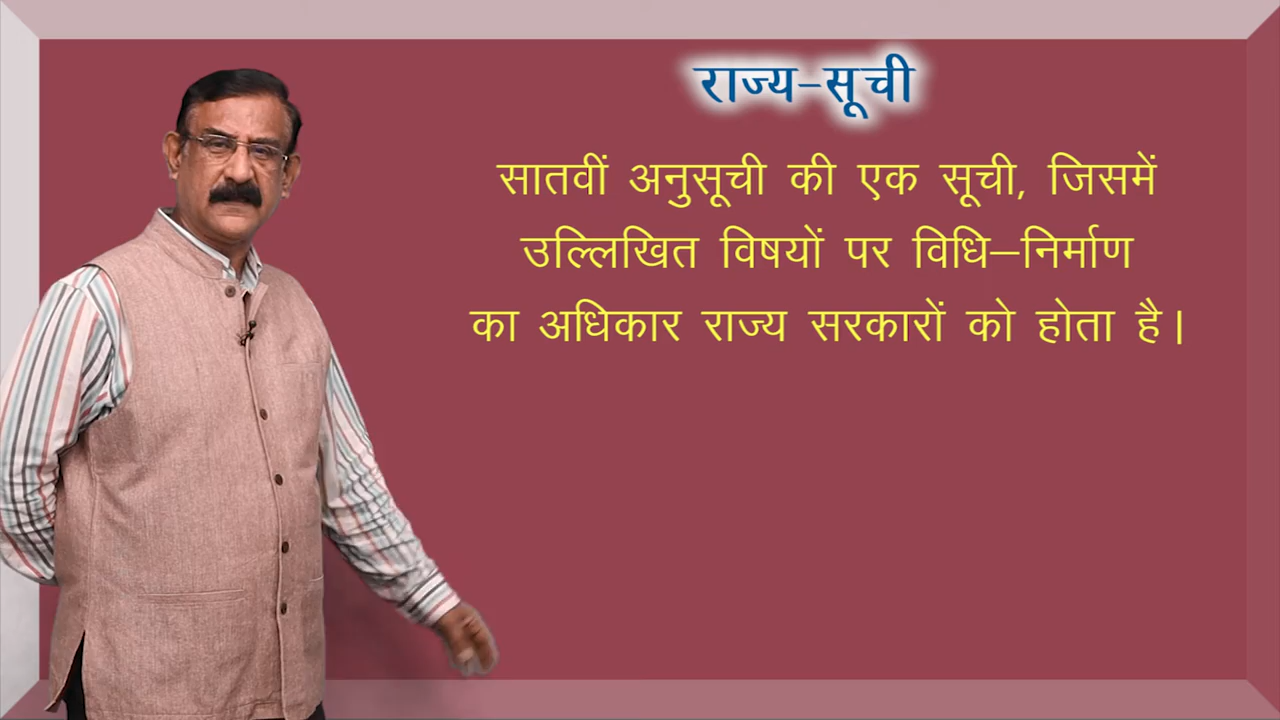 राज्य-सूची
सातवीं अनुसूची की एक सूची, जिसमें
उल्लिखित विषयों पर विधि–निर्माण
का अधिकार राज्य सरकारों को होता है।